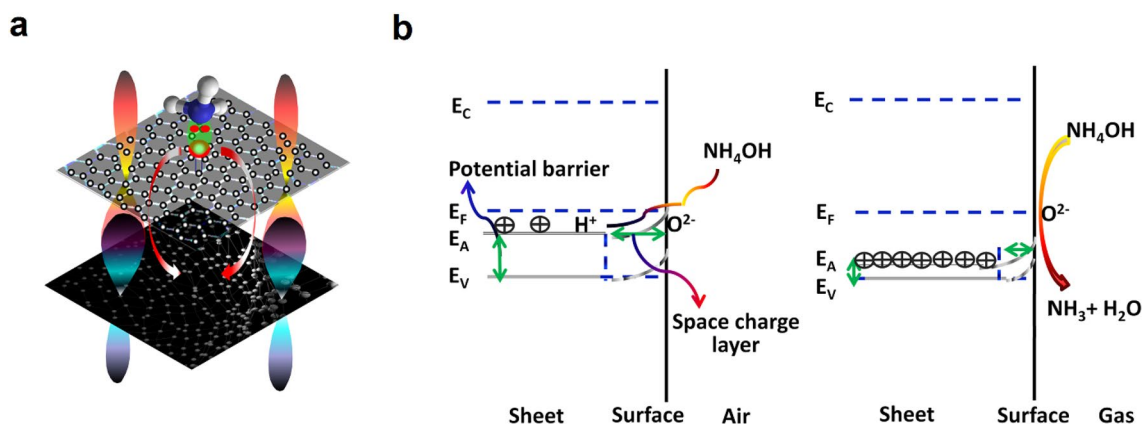 a
b
E_C
NH₄OH
Potential barrier
E_F
H⁺
O²⁻
E_A
E_V
Space charge
layer
Sheet
Surface
Air
E_C
NH₄OH
E_F
O²⁻
E_A
E_V
NH₃+ H₂O
Sheet
Surface
Gas